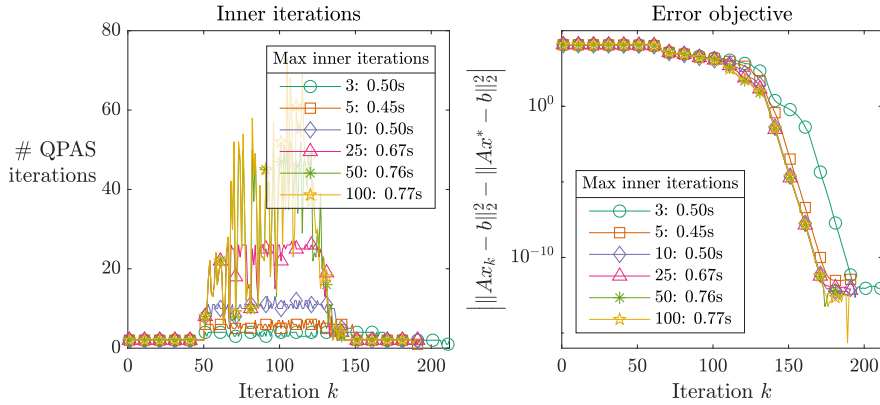 Inner iterations
# QPAS
iterations
80
60
40
20
0
0
50
100
150
200
Iteration k
Max inner iterations
3: 0.50s
5: 0.45s
10: 0.50s
25: 0.67s
50: 0.76s
100: 0.77s
Error objective
|‖Ax_k − b‖₂² − ‖Ax* − b‖₂²|
10⁰
10⁻¹⁰
0
50
100
150
200
Iteration k
Max inner iterations
3: 0.50s
5: 0.45s
10: 0.50s
25: 0.67s
50: 0.76s
100: 0.77s